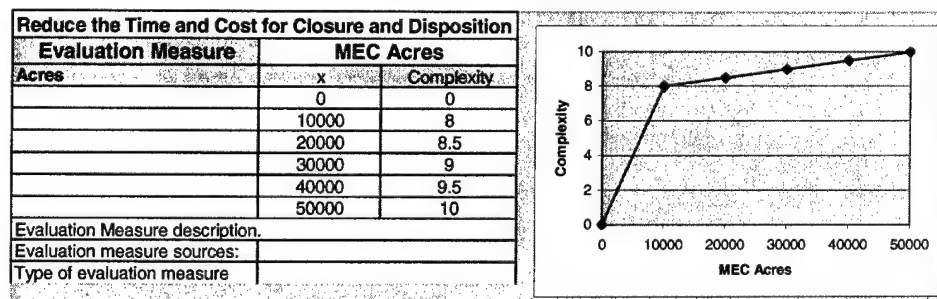 Reduce the Time and Cost for Closure and Disposition
Evaluation Measure MEC Acres
Acres x Complexity
0 0
10000 8
20000 8.5
30000 9
40000 9.5
50000 10
Evaluation Measure description.
Evaluation measure sources:
Type of evaluation measure
10
8
6
4
2
0
Complexity
0 10000 20000 30000 40000 50000
MEC Acres